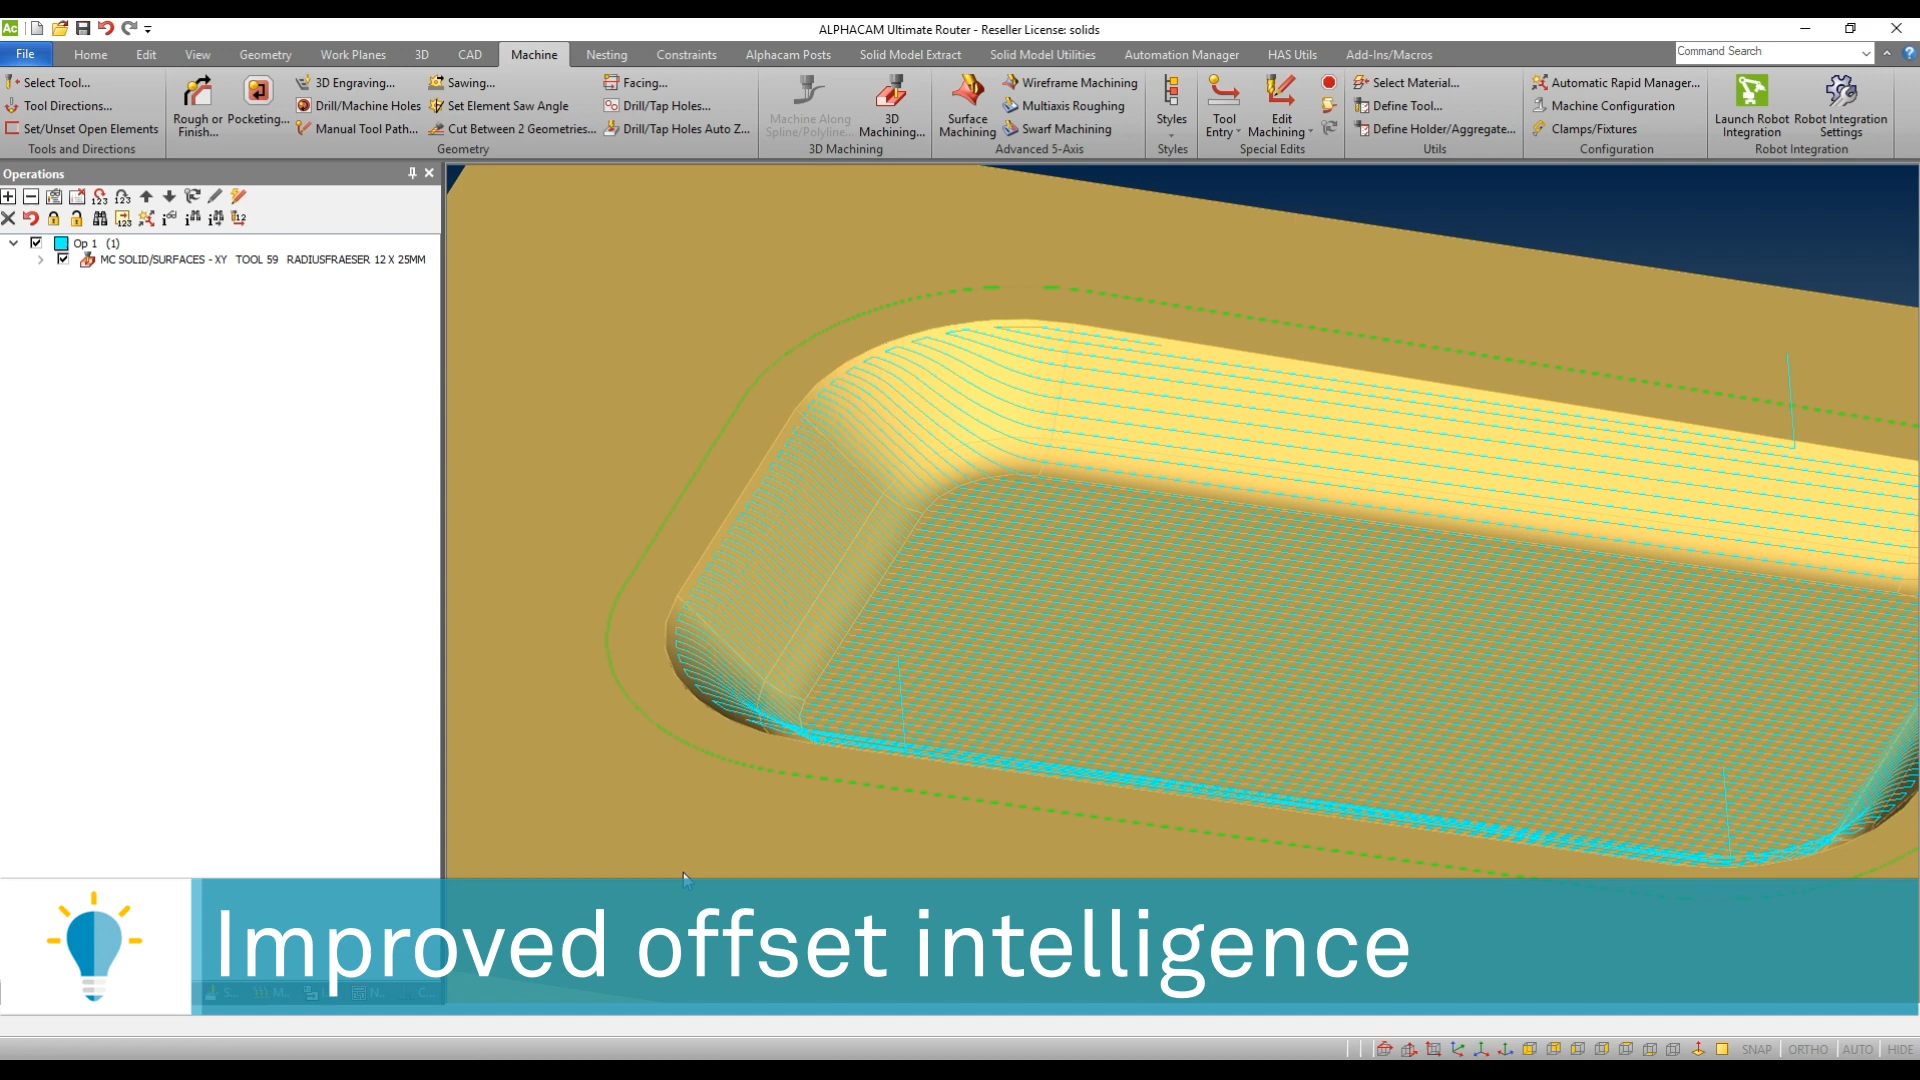 Ac
ALPHACAM Ultimate Router - Reseller License: solids
File Home Edit View Geometry Work Planes 3D CAD Machine Nesting Constraints Alphacam Posts Solid Model Extract Solid Model Utilities Automation Manager HAS Utils Add-Ins/Macros Command Search
Select Tool...
Tool Directions...
Set/Unset Open Elements
Tools and Directions
Rough or
Finish...
Pocketing...
3D Engraving...
Drill/Machine Holes
Manual Tool Path...
Sawing...
Set Element Saw Angle
Cut Between 2 Geometries...
Facing...
Drill/Tap Holes...
Drill/Tap Holes Auto Z...
Geometry
Machine Along
Spline/Polyline...
3D
Machining...
3D Machining
Surface
Machining
Wireframe Machining
Multiaxis Roughing
Swarf Machining
Advanced 5-Axis
Styles
Styles
Tool
Entry
Edit
Machining
Special Edits
Select Material...
Define Tool...
Define Holder/Aggregate...
Utils
Automatic Rapid Manager...
Machine Configuration
Clamps/Fixtures
Configuration
Launch Robot
Integration
Robot Integration
Settings
Robot Integration
Operations
Op 1 (1)
MC SOLID/SURFACES - XY TOOL 59 RADIUSFRAESER 12 X 25MM
Improved offset intelligence
S... M... N... C...
SNAP ORTHO AUTO HIDE